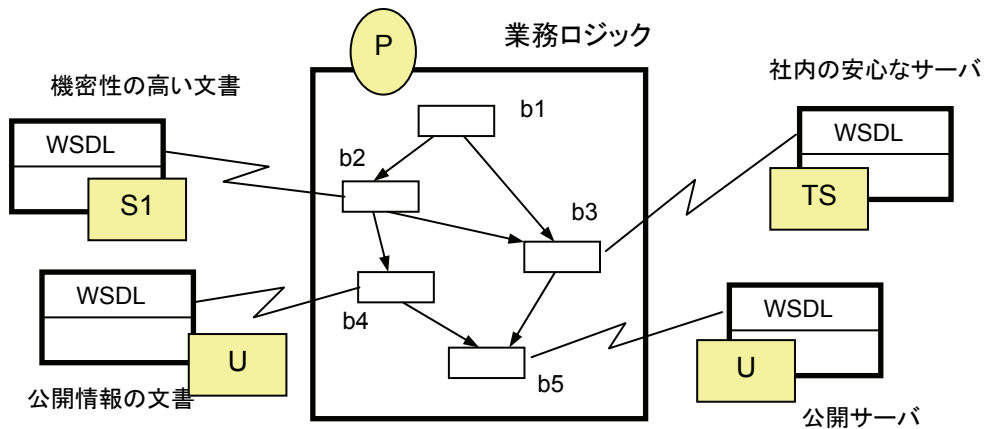 P
業務ロジック
機密性の高い文書
WSDL
S1
社内の安心なサーバ
WSDL
TS
b1
b2
b3
b4
b5
WSDL
U
公開情報の文書
WSDL
U
公開サーバ